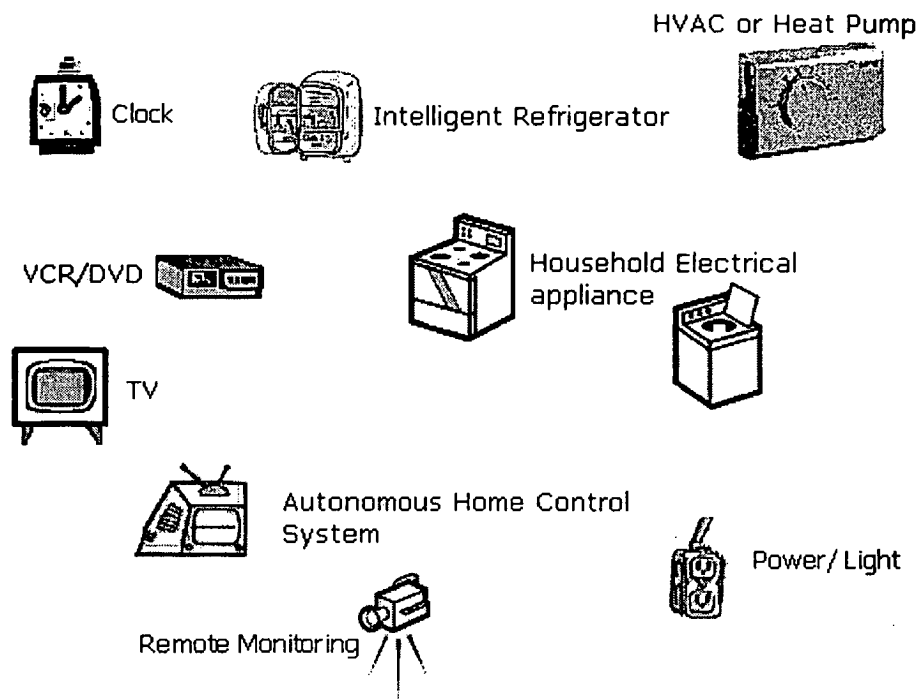 HVAC or Heat Pump
Clock
Intelligent Refrigerator
VCR/DVD
Household Electrical
appliance
TV
Autonomous Home Control
System
Power/Light
Remote Monitoring